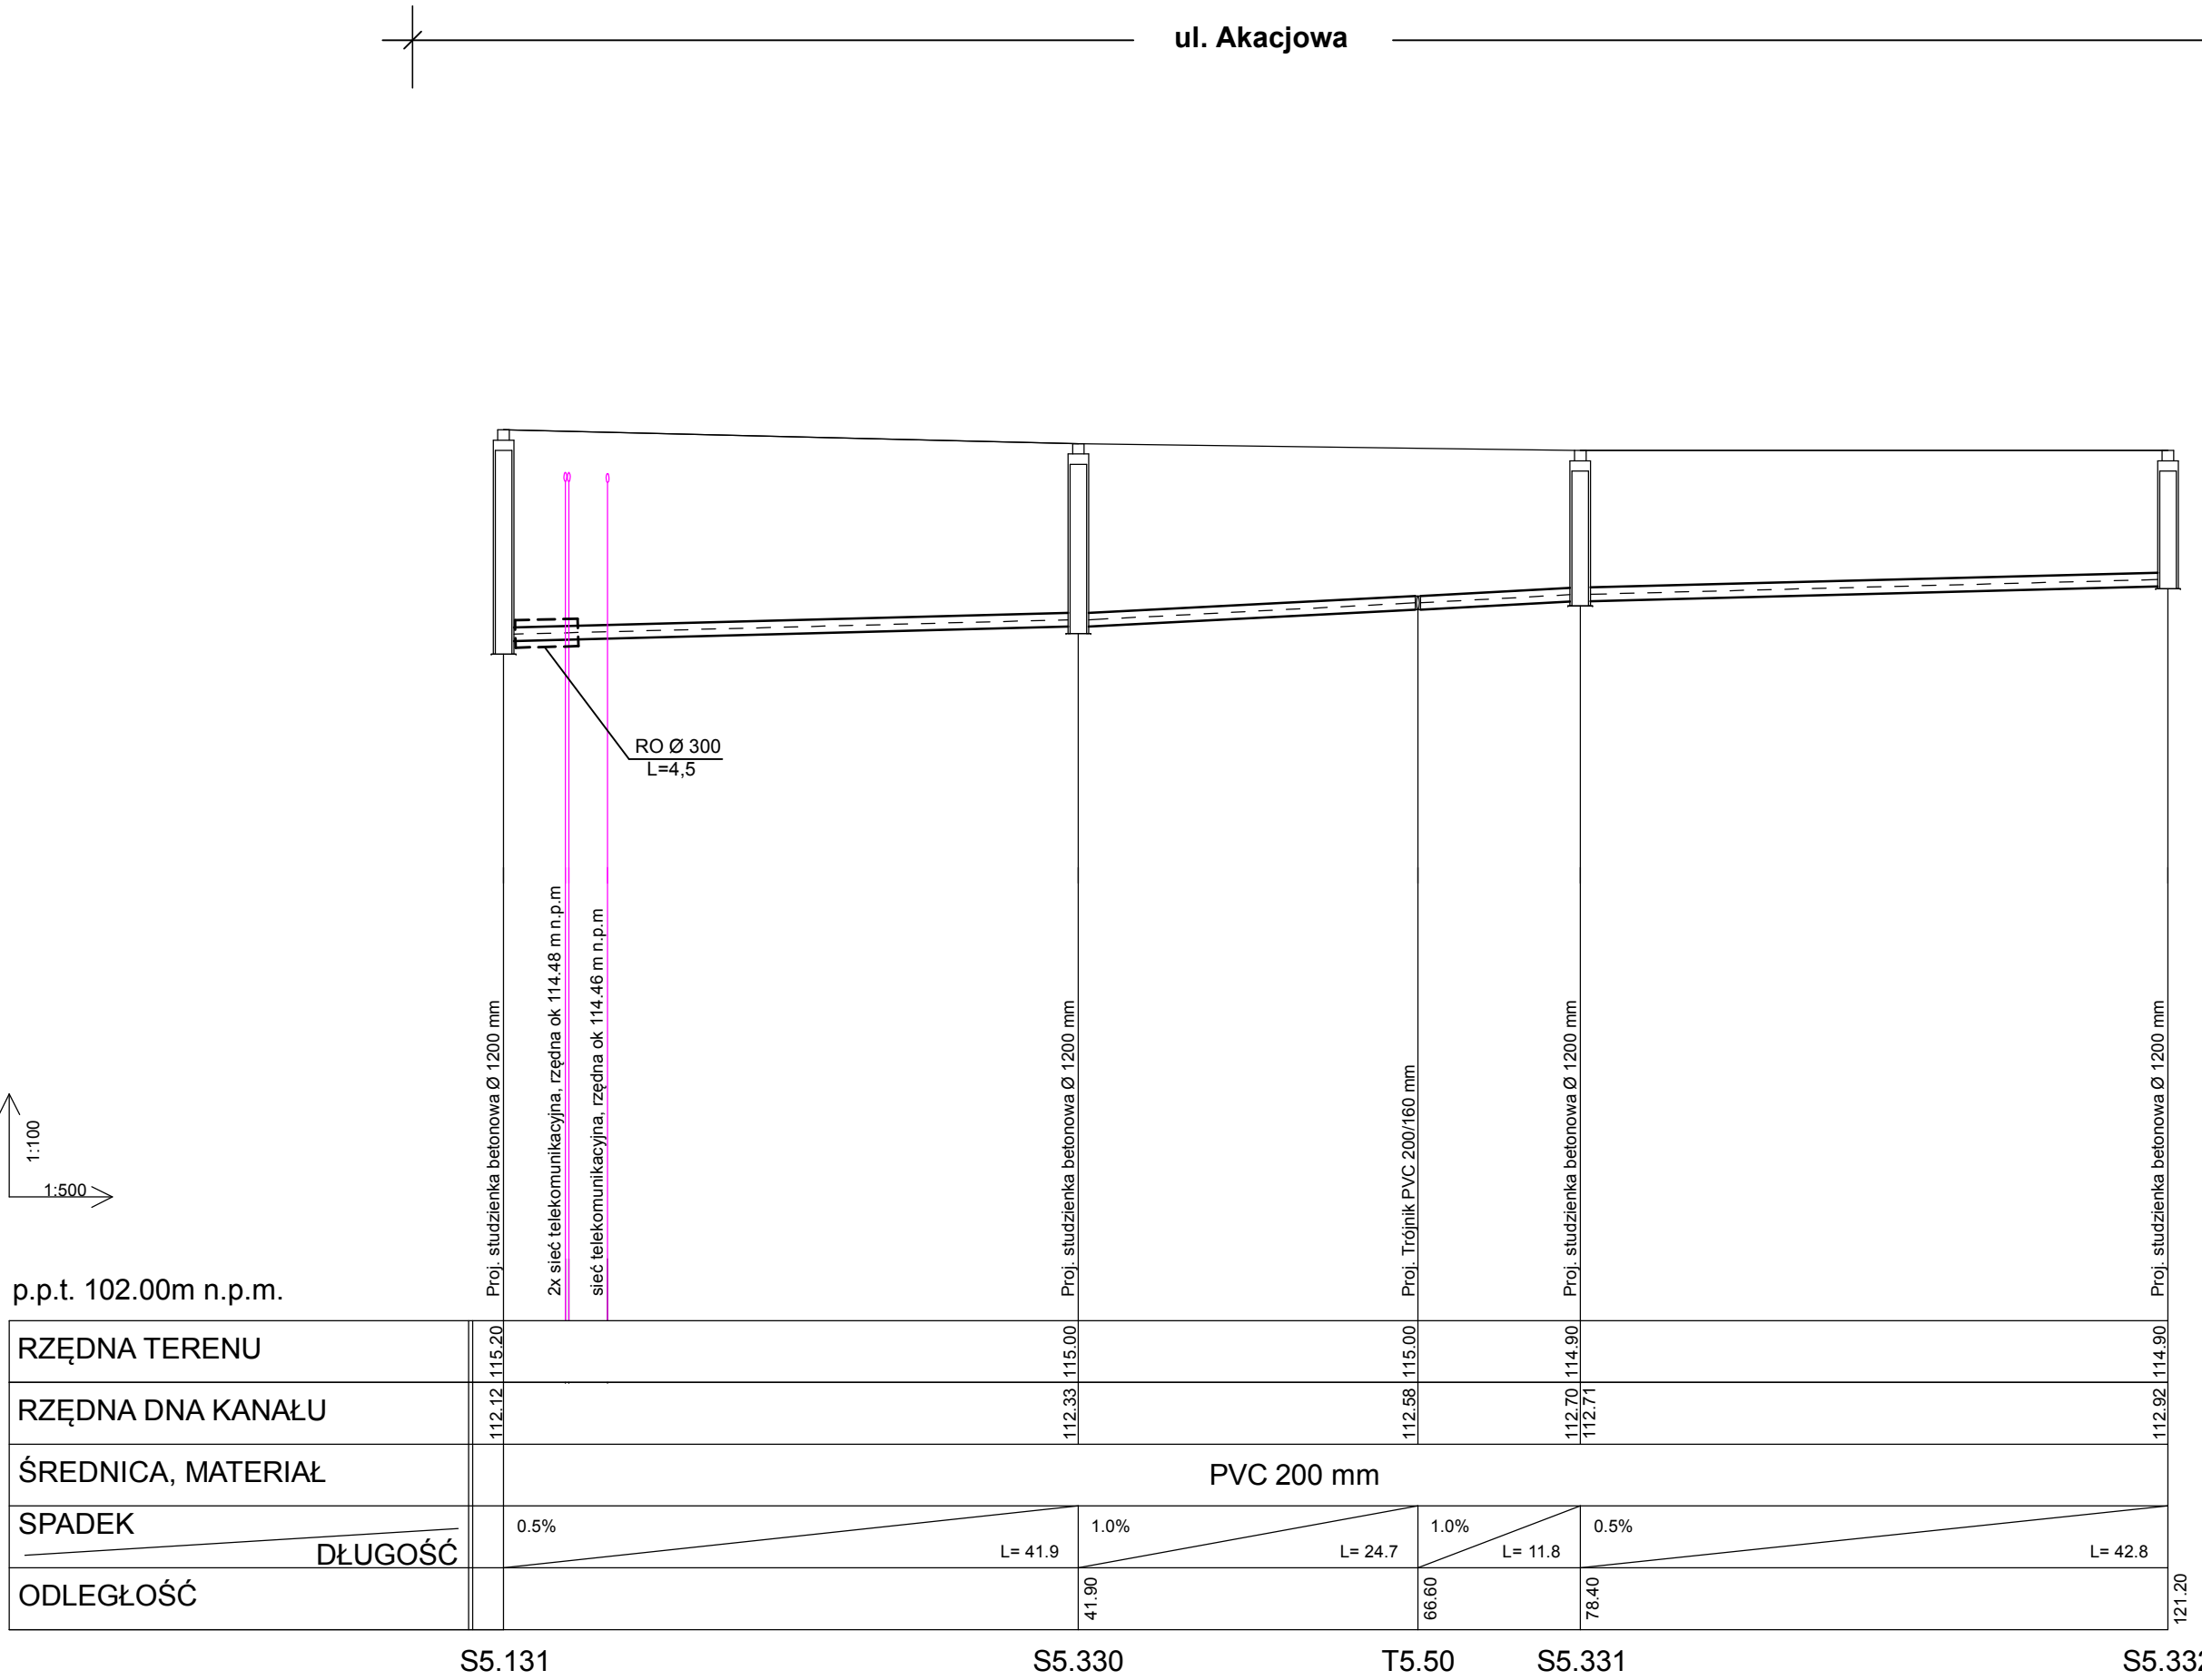 ul. Akacjowa
RO Ø 300
L=4,5
1:100
1:500
Proj. studzienka betonowa Ø 1200 mm
2x sieć telekomunikacyjna, rzędna ok 114.48 m n.p.m
sieć telekomunikacyjna, rzędna ok 114.46 m n.p.m
Proj. studzienka betonowa Ø 1200 mm
Proj. Trójnik PVC 200/160 mm
Proj. studzienka betonowa Ø 1200 mm
Proj. studzienka betonowa Ø 1200 mm
p.p.t. 102.00m n.p.m.
RZĘDNA TERENU 115.20 115.00 115.00 114.90 114.90
RZĘDNA DNA KANAŁU 112.12 112.33 112.58 112.70 112.71 112.92
ŚREDNICA, MATERIAŁ PVC 200 mm
SPADEK 0.5% 1.0% 1.0% 0.5%
DŁUGOŚĆ L= 41.9 L= 24.7 L= 11.8 L= 42.8
ODLEGŁOŚĆ 41.90 66.60 78.40 121.20
S5.131 S5.330 T5.50 S5.331 S5.332